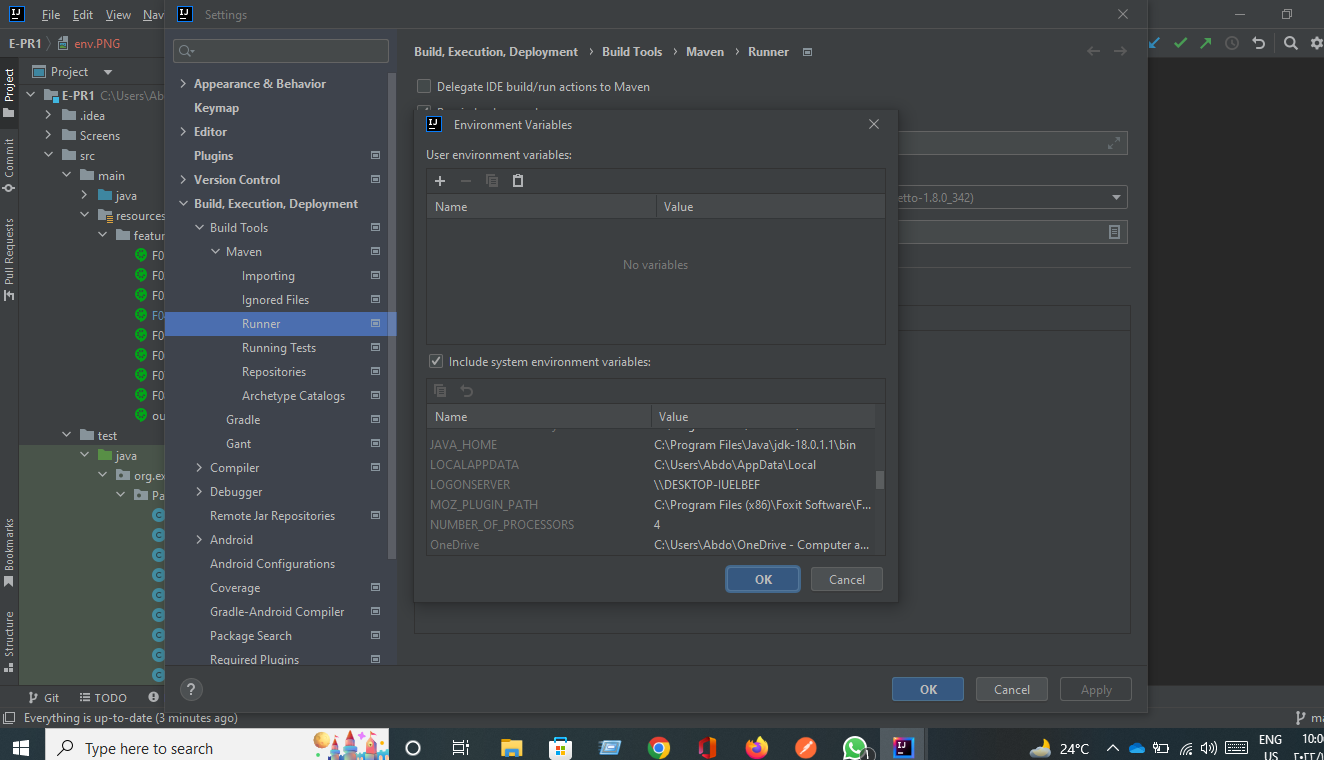 File Edit View Nav
Settings
E-PR1 env.PNG
Project
E-PR1 C:\Users\Ab
.idea
Screens
src
main
java
resources
featur
F0
F0
F0
F0
F0
F0
F0
F0
ou
test
java
org.ex
Pa
Project
Commit
Pull Requests
Bookmarks
Structure
Appearance & Behavior
Keymap
Editor
Plugins
Version Control
Build, Execution, Deployment
Build Tools
Maven
Importing
Ignored Files
Runner
Running Tests
Repositories
Archetype Catalogs
Gradle
Gant
Compiler
Debugger
Remote Jar Repositories
Android
Android Configurations
Coverage
Gradle-Android Compiler
Package Search
Required Plugins
Build, Execution, Deployment › Build Tools › Maven › Runner
Delegate IDE build/run actions to Maven
etto-1.8.0_342)
Environment Variables
User environment variables:
Name Value
No variables
Include system environment variables:
Name Value
JAVA_HOME C:\Program Files\Java\jdk-18.0.1.1\bin
LOCALAPPDATA C:\Users\Abdo\AppData\Local
LOGONSERVER \\DESKTOP-IUELBEF
MOZ_PLUGIN_PATH C:\Program Files (x86)\Foxit Software\F...
NUMBER_OF_PROCESSORS 4
OneDrive C:\Users\Abdo\OneDrive - Computer a...
OK Cancel
? OK Cancel Apply
Git TODO
Everything is up-to-date (3 minutes ago) ma
Type here to search
24°C
ENG
US
10:0